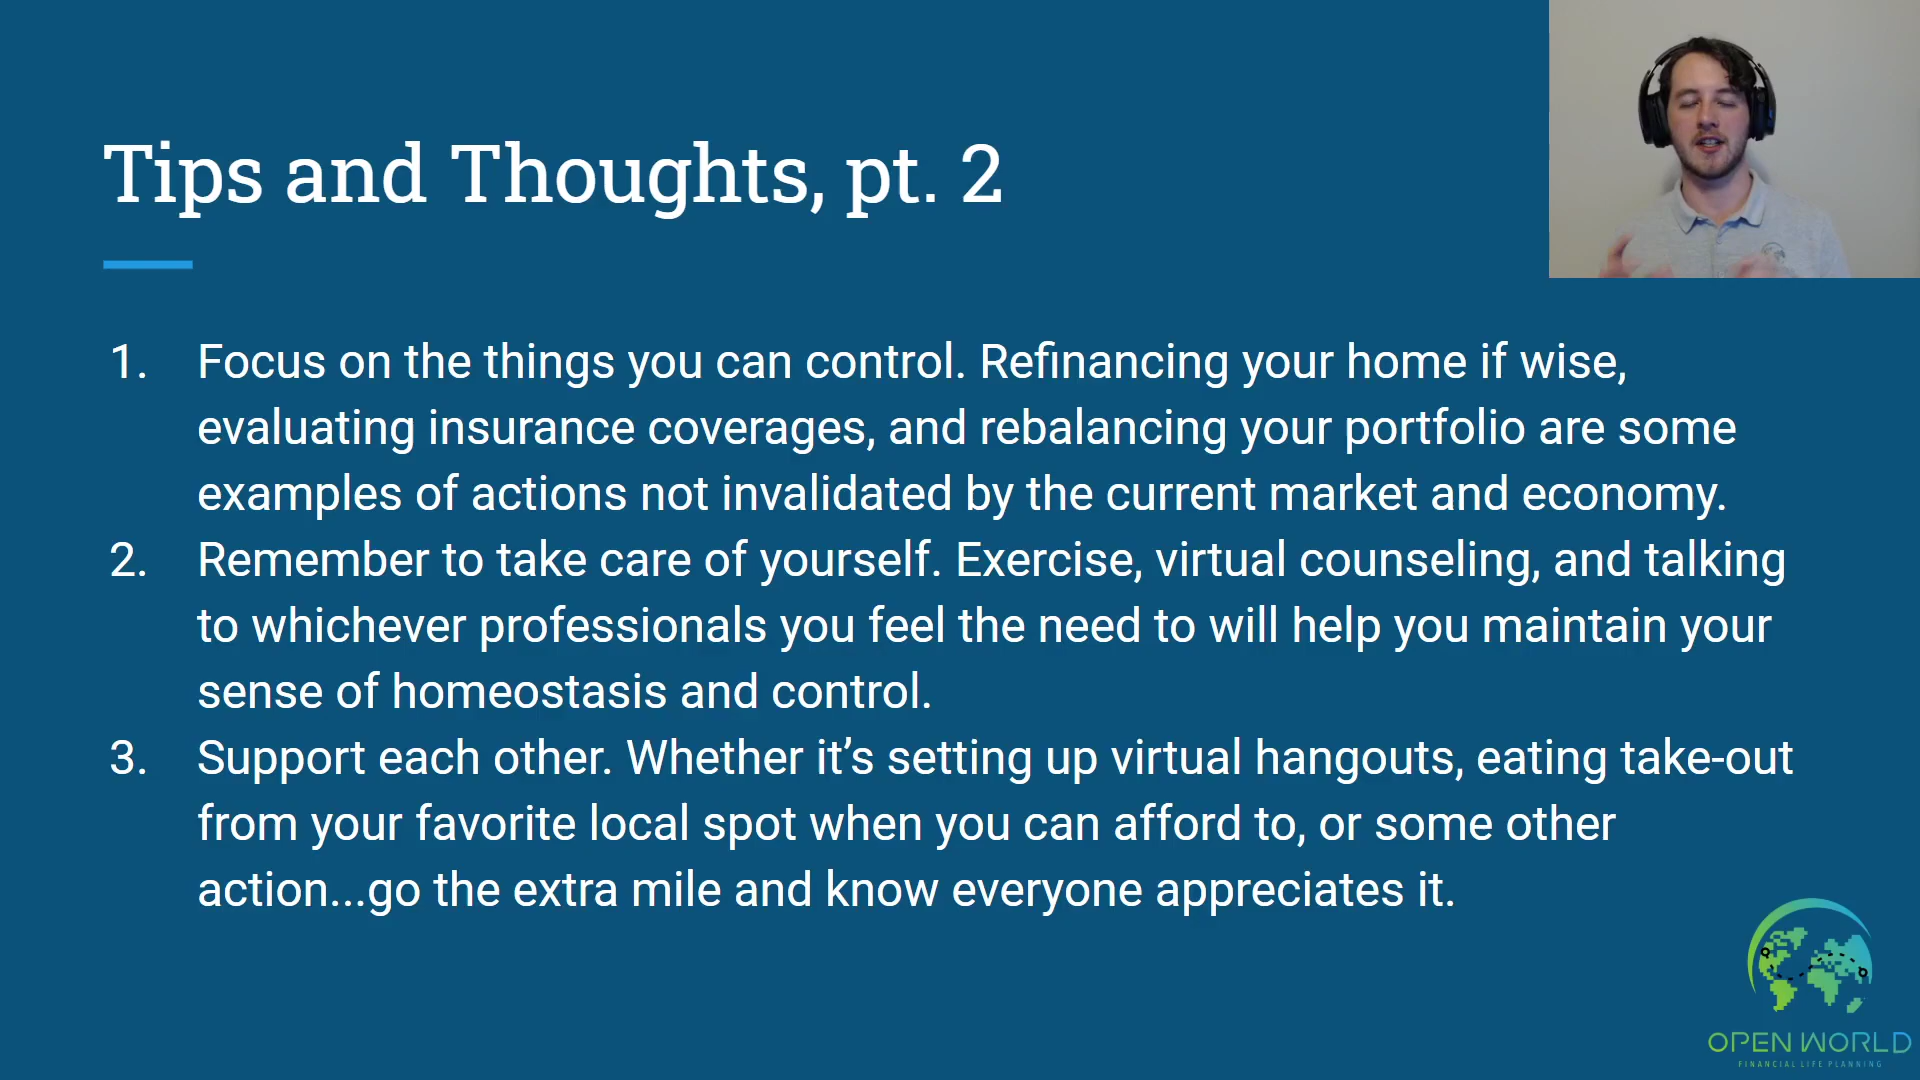 Tips and Thoughts, pt. 2
1. Focus on the things you can control. Refinancing your home if wise,
evaluating insurance coverages, and rebalancing your portfolio are some
examples of actions not invalidated by the current market and economy.
2. Remember to take care of yourself. Exercise, virtual counseling, and talking
to whichever professionals you feel the need to will help you maintain your
sense of homeostasis and control.
3. Support each other. Whether it’s setting up virtual hangouts, eating take-out
from your favorite local spot when you can afford to, or some other
action...go the extra mile and know everyone appreciates it.
OPEN WORLD
FINANCIAL LIFE PLANNING